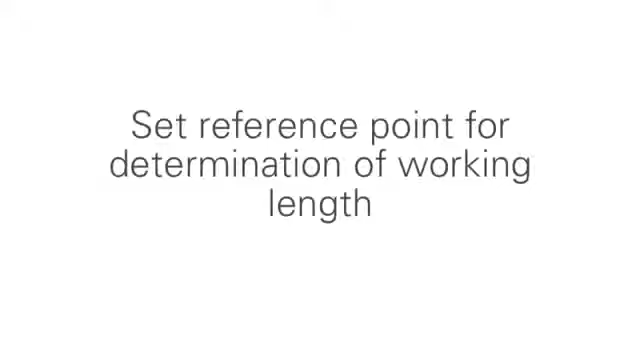 Set reference point for
determination of working
length